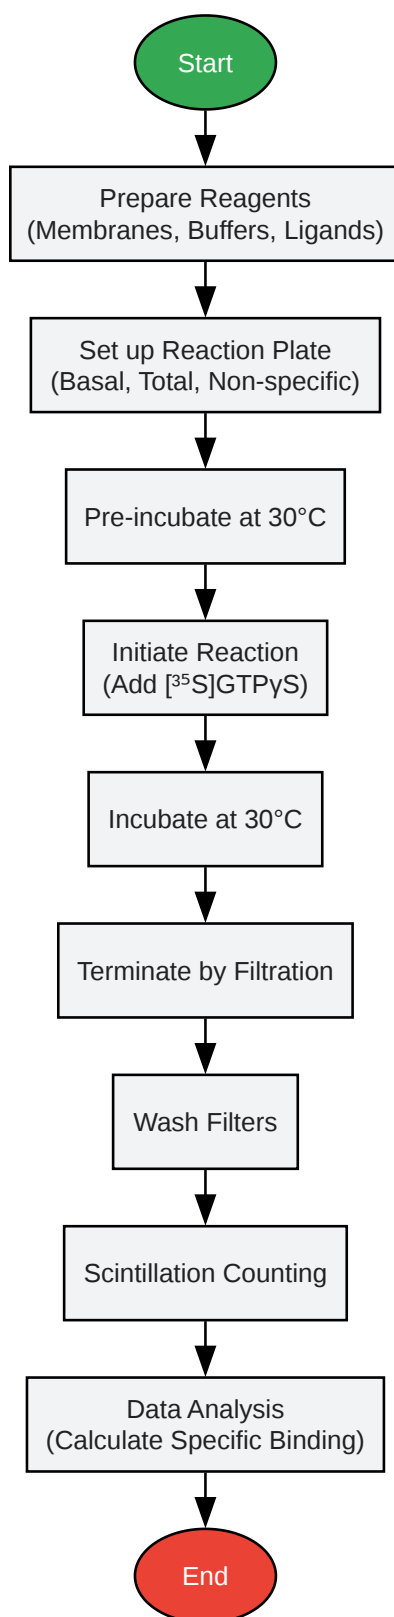 Start
Prepare Reagents
(Membranes, Buffers, Ligands)
Set up Reaction Plate
(Basal, Total, Non-specific)
Pre-incubate at 30°C
Initiate Reaction
(Add [³⁵S]GTPγS)
Incubate at 30°C
Terminate by Filtration
Wash Filters
Scintillation Counting
Data Analysis
(Calculate Specific Binding)
End